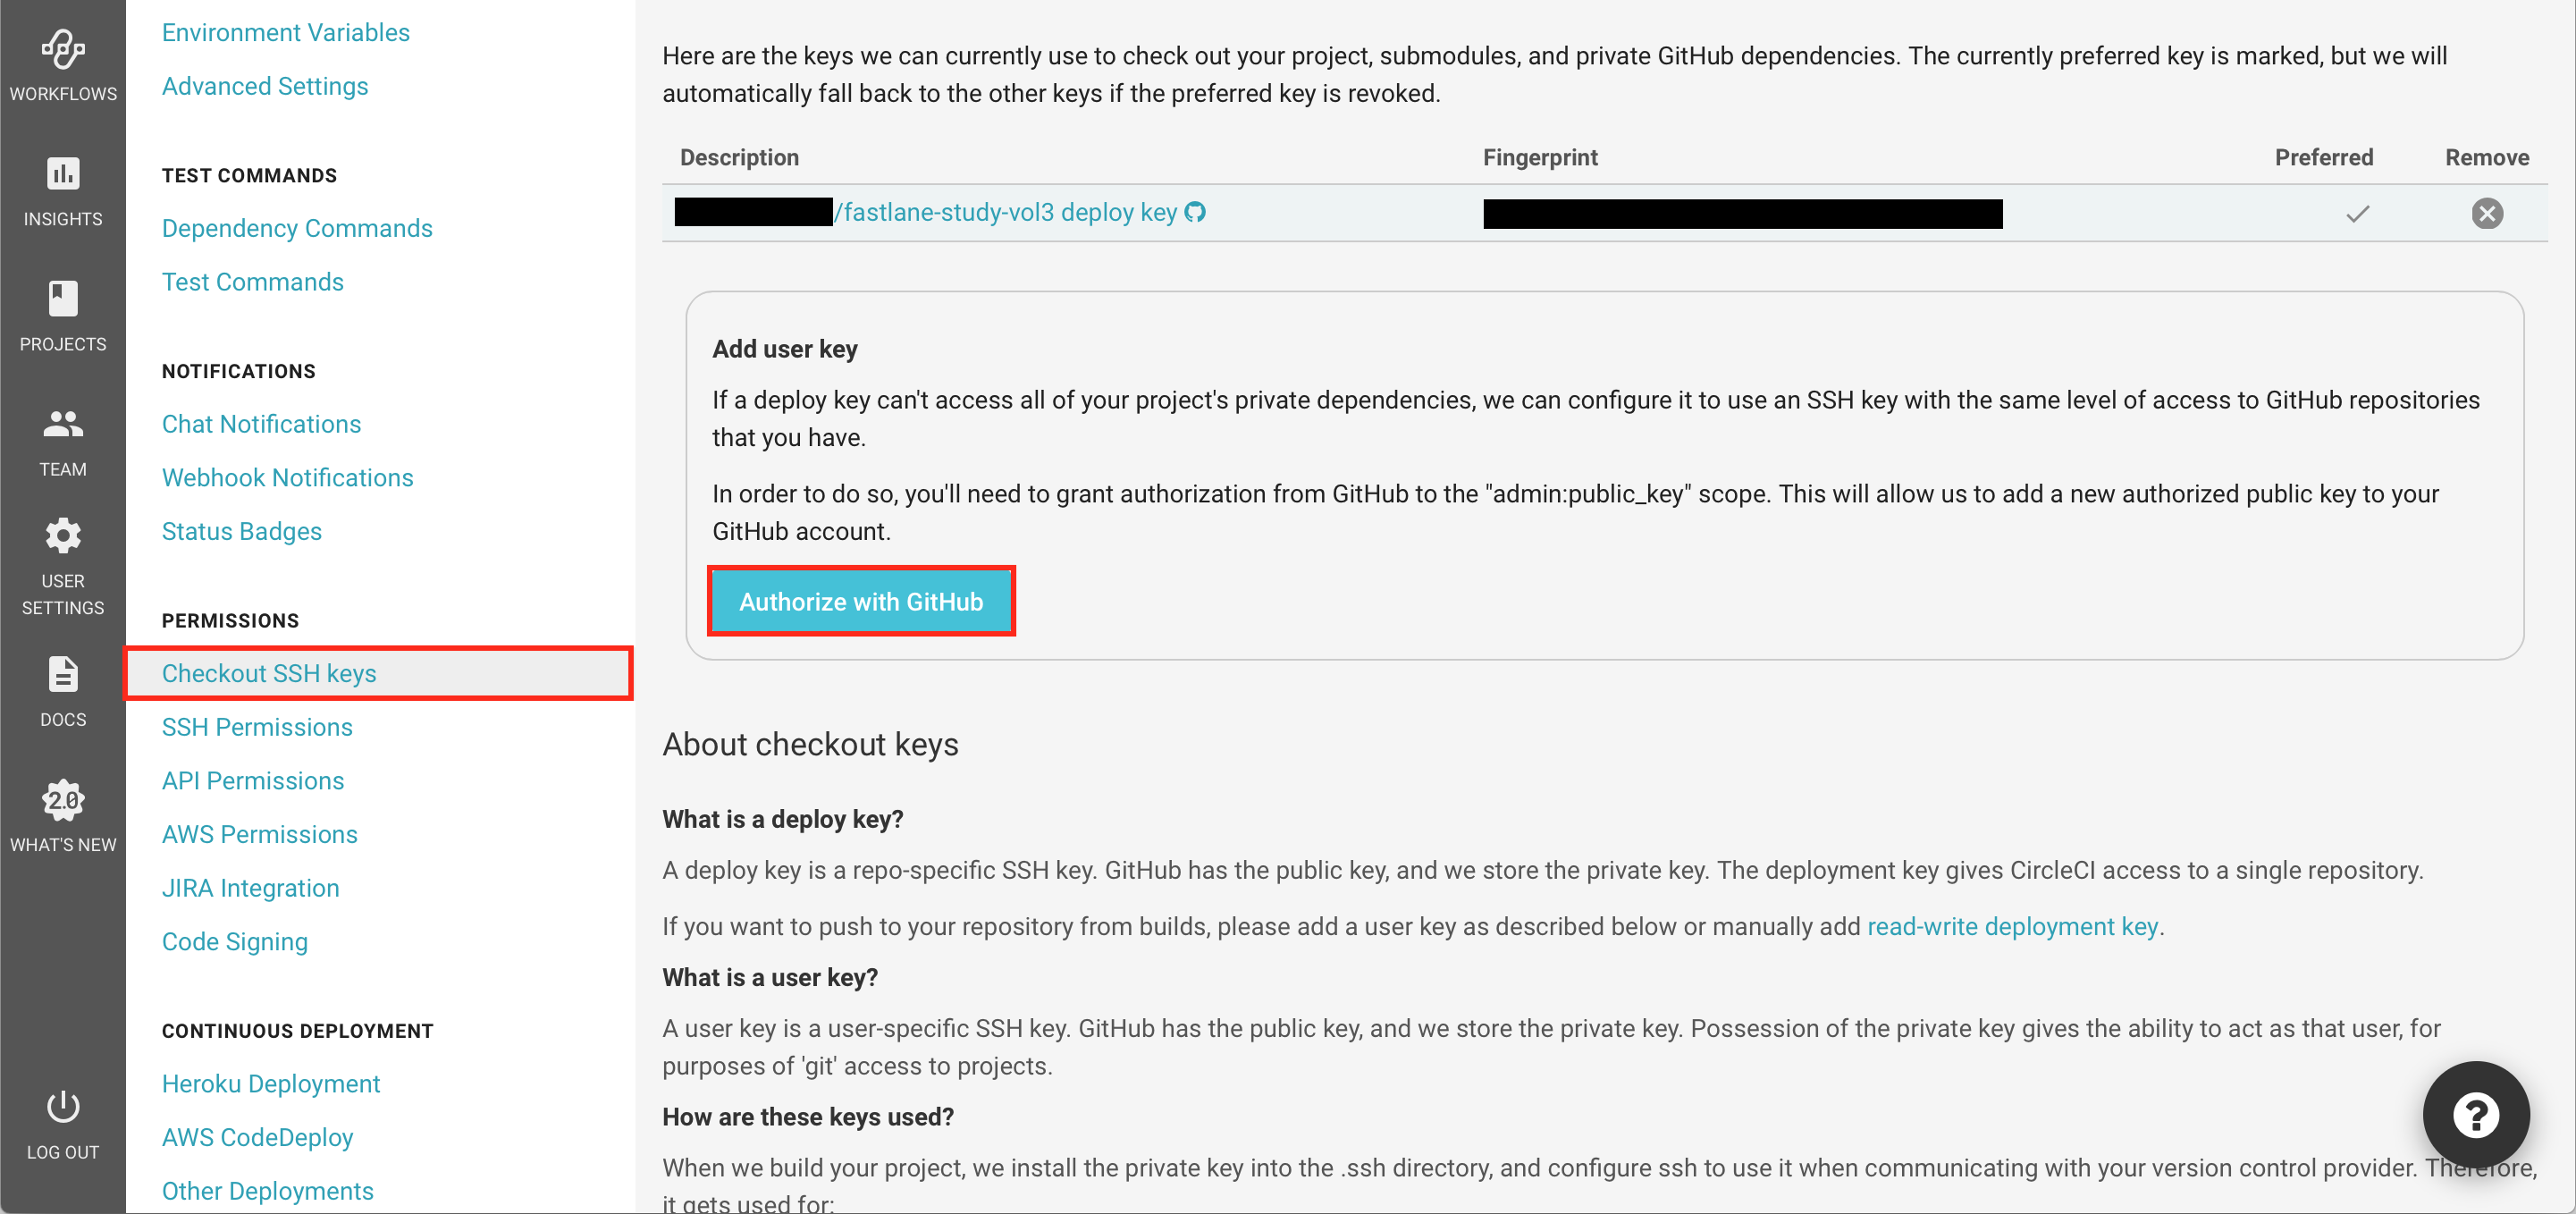 WORKFLOWS
INSIGHTS
PROJECTS
TEAM
USER
SETTINGS
DOCS
2.0
WHAT'S NEW
LOG OUT
Environment Variables
Advanced Settings
TEST COMMANDS
Dependency Commands
Test Commands
NOTIFICATIONS
Chat Notifications
Webhook Notifications
Status Badges
PERMISSIONS
Checkout SSH keys
SSH Permissions
API Permissions
AWS Permissions
JIRA Integration
Code Signing
CONTINUOUS DEPLOYMENT
Heroku Deployment
AWS CodeDeploy
Other Deployments
Here are the keys we can currently use to check out your project, submodules, and private GitHub dependencies. The currently preferred key is marked, but we will
automatically fall back to the other keys if the preferred key is revoked.
Description Fingerprint Preferred Remove
/fastlane-study-vol3 deploy key
Add user key
If a deploy key can't access all of your project's private dependencies, we can configure it to use an SSH key with the same level of access to GitHub repositories
that you have.
In order to do so, you'll need to grant authorization from GitHub to the "admin:public_key" scope. This will allow us to add a new authorized public key to your
GitHub account.
Authorize with GitHub
About checkout keys
What is a deploy key?
A deploy key is a repo-specific SSH key. GitHub has the public key, and we store the private key. The deployment key gives CircleCI access to a single repository.
If you want to push to your repository from builds, please add a user key as described below or manually add read-write deployment key.
What is a user key?
A user key is a user-specific SSH key. GitHub has the public key, and we store the private key. Possession of the private key gives the ability to act as that user, for
purposes of 'git' access to projects.
How are these keys used?
When we build your project, we install the private key into the .ssh directory, and configure ssh to use it when communicating with your version control provider. Therefore,
it gets used for:
?